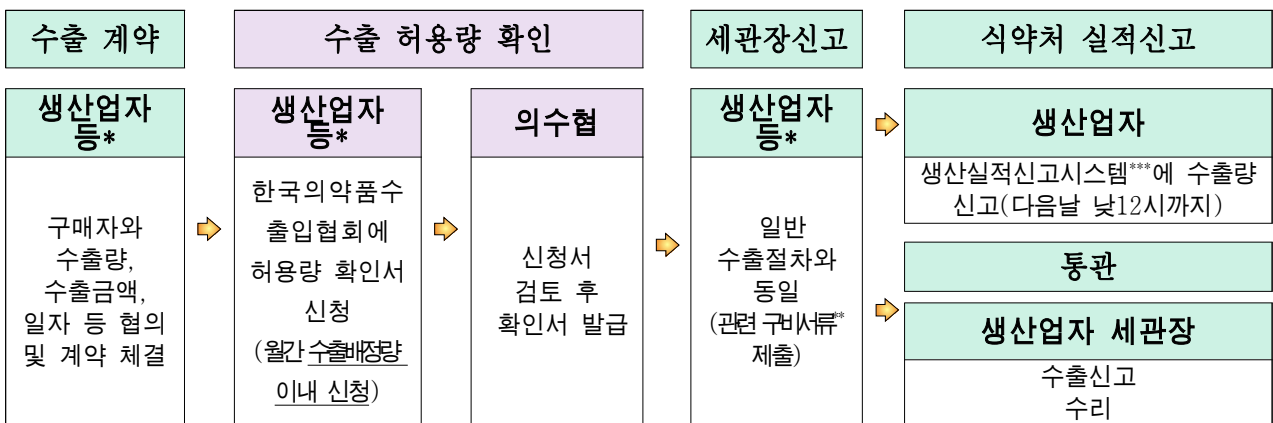 수출 계약
수출 허용량 확인
세관장신고
식약처 실적신고
생산업자
등*
구매자와
수출량,
수출금액,
일자 등 협의
및 계약 체결
생산업자
등*
한국의약품수
출입협회에
허용량 확인서
신청
(월간 수출배정량
이내 신청)
의수협
신청서
검토 후
확인서 발급
생산업자
등*
일반
수출절차와
동일
(관련 구비서류**
제출)
생산업자
생산실적신고시스템***에 수출량
신고(다음날 낮12시까지)
통관
생산업자 세관장
수출신고
수리